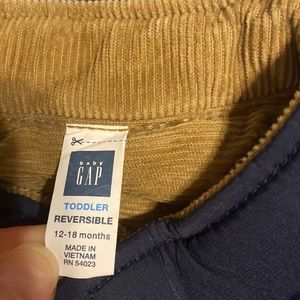 baby
GAP
TODDLER
REVERSIBLE
12-18 months
MADE IN
VIETNAM
RN 54023